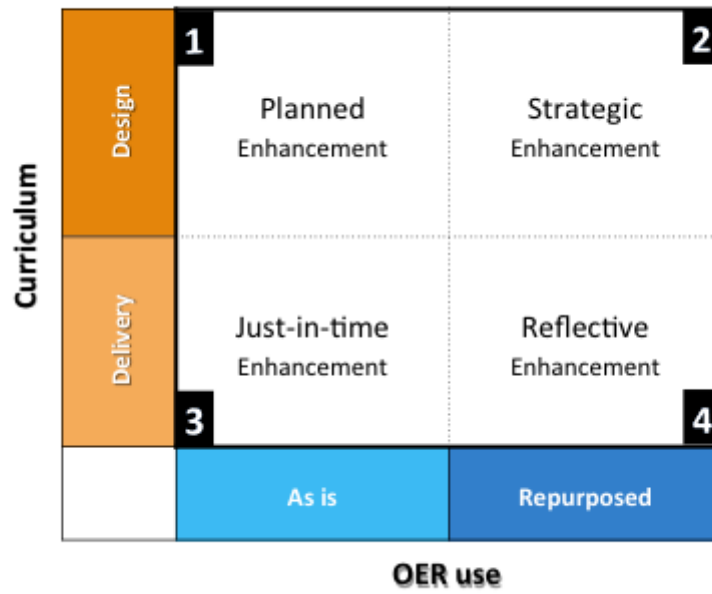 1
2
Design
Planned
Enhancement
Strategic
Enhancement
Curriculum
Delivery
Just-in-time
Enhancement
Reflective
Enhancement
3
4
As is
Repurposed
OER use